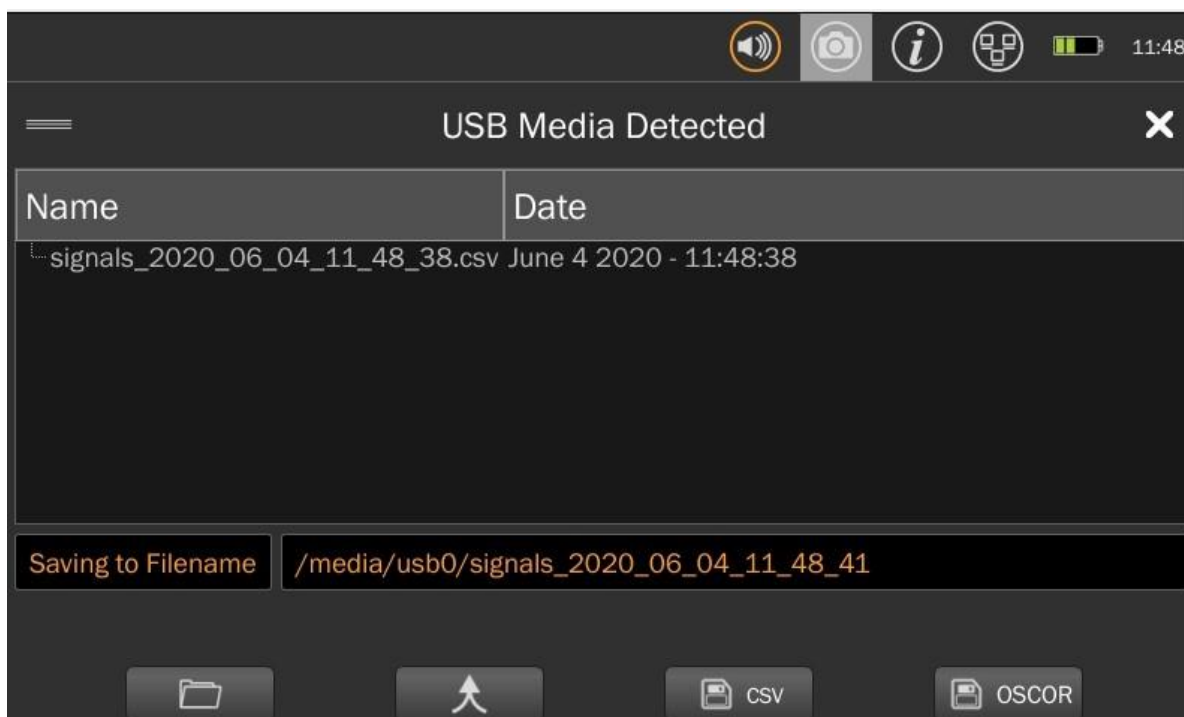 11:48
USB Media Detected
Name Date
signals_2020_06_04_11_48_38.csv June 4 2020 - 11:48:38
Saving to Filename /media/usb0/signals_2020_06_04_11_48_41
CSV OSCOR